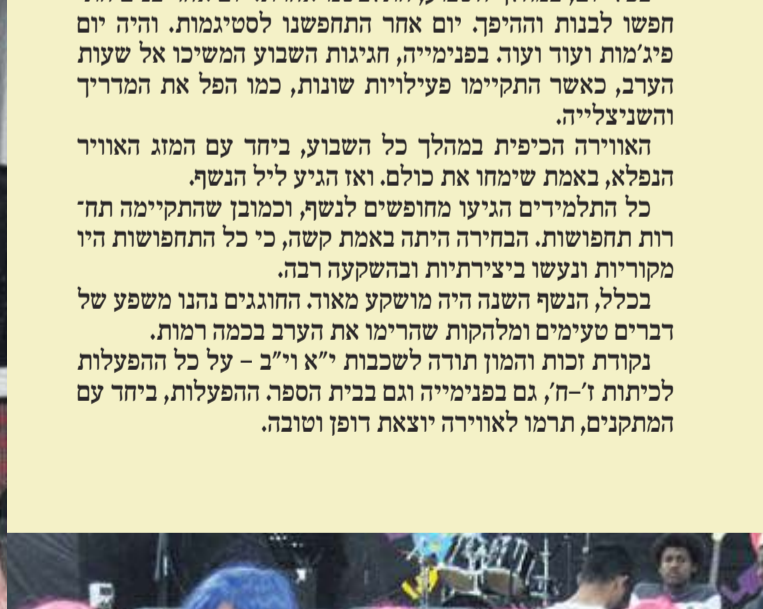 חפשו לבנות וההיפך. יום אחר התחפשנו לסטיגמות. והיה יום
פיג'מות ועוד ועוד. בפנימייה, חגיגות השבוע המשיכו אל שעות
הערב, כאשר התקיימו פעילויות שונות, כמו הפל את המדריך
והשניצלייה.
האווירה הכיפית במהלך כל השבוע, ביחד עם המזג האוויר
הנפלא, באמת שימחו את כולם. ואז הגיע ליל הנשף.
כל התלמידים הגיעו מחופשים לנשף, וכמובן שהתקיימה תח־
רות תחפושות. הבחירה היתה באמת קשה, כי כל התחפושות היו
מקוריות ונעשו ביצירתיות ובהשקעה רבה.
בכלל, הנשף השנה היה מושקע מאוד. החוגגים נהנו משפע של
דברים טעימים ומלהקות שהרימו את הערב בכמה רמות.
נקודת זכות והמון תודה לשכבות י״א וי״ב – על כל ההפעלות
לכיתות ז'–ח', גם בפנימייה וגם בבית הספר. ההפעלות, ביחד עם
המתקנים, תרמו לאווירה יוצאת דופן וטובה.